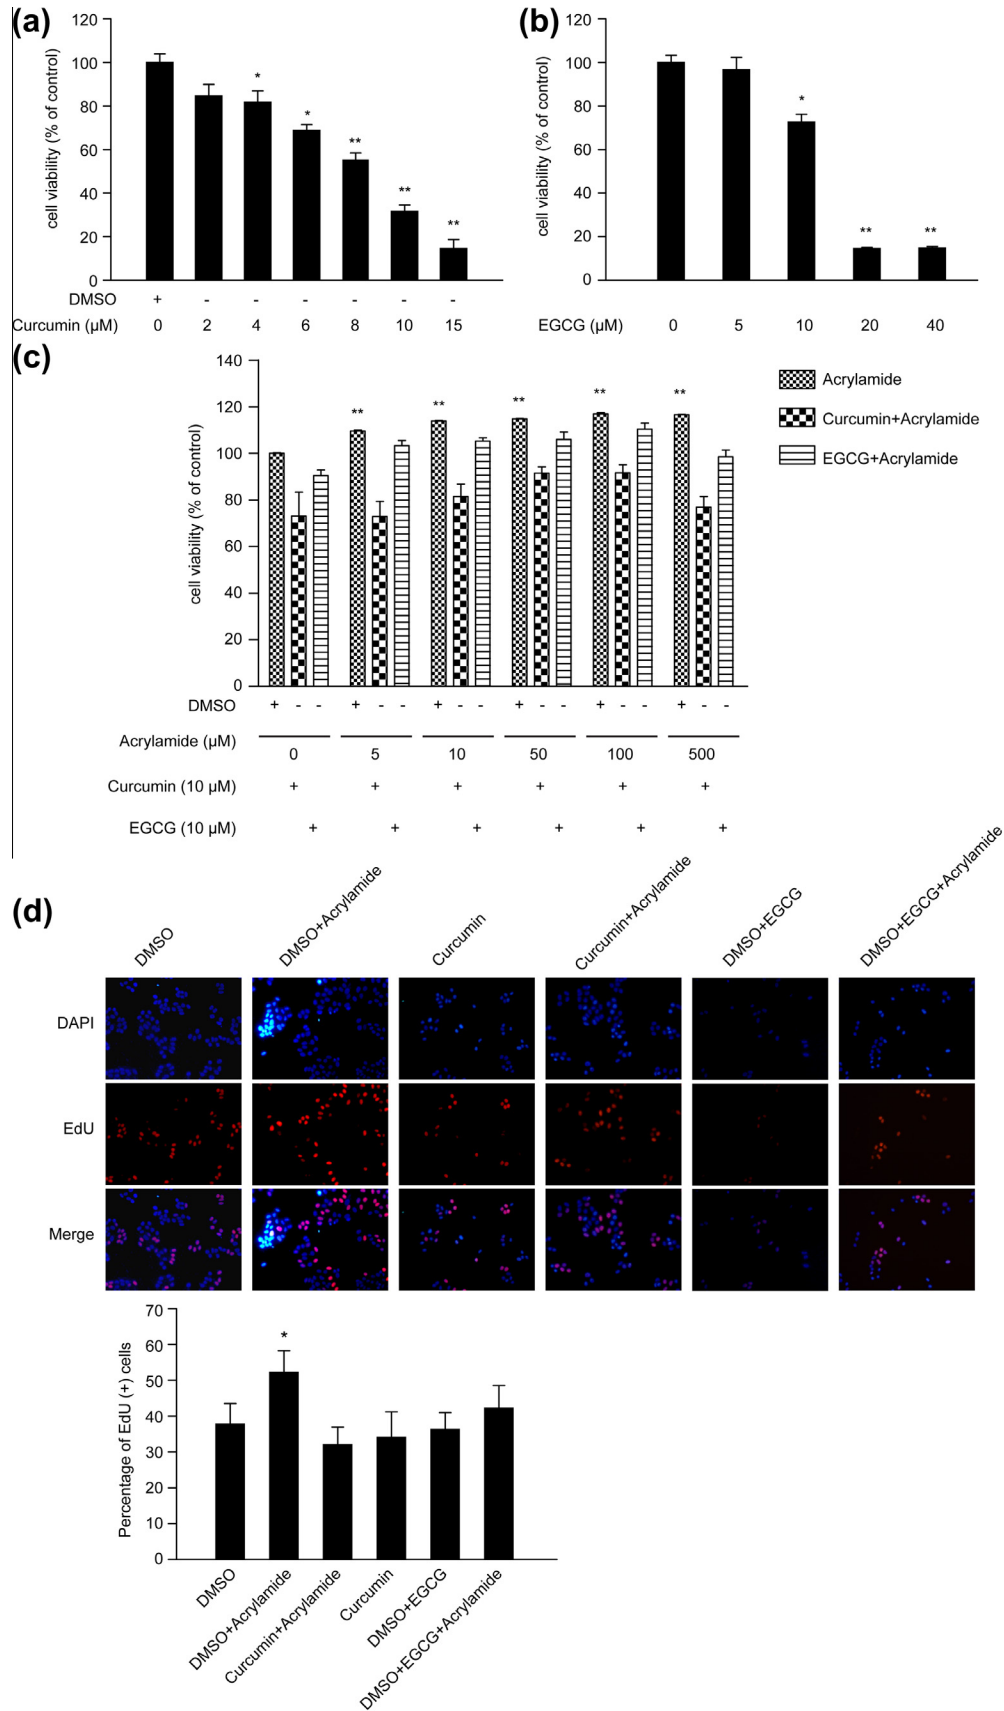 (a)
120
100
80
60
40
20
0
cell viability (% of control)
*
*
**
**
**
DMSO + - - - - - -
Curcumin (µM) 0 2 4 6 8 10 15
(b)
120
100
80
60
40
20
0
cell viability (% of control)
*
**
**
EGCG (µM) 0 5 10 20 40
(c)
140
120
100
80
60
40
20
0
cell viability (% of control)
**
**
**
**
**
Acrylamide
Curcumin+Acrylamide
EGCG+Acrylamide
DMSO + - - + - - + - - + - - + - - + - -
Acrylamide (µM) 0 5 10 50 100 500
Curcumin (10 µM) + + + + + +
EGCG (10 µM) + + + + + +
(d)
DMSO
DMSO+Acrylamide
Curcumin
Curcumin+Acrylamide
DMSO+EGCG
DMSO+EGCG+Acrylamide
DAPI
EdU
Merge
70
60
50
40
30
20
10
0
Percentage of EdU (+) cells
*
DMSO
DMSO+Acrylamide
Curcumin+Acrylamide
Curcumin
DMSO+EGCG
DMSO+EGCG+Acrylamide